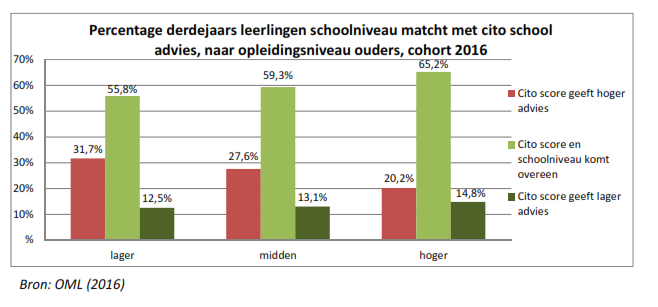 Percentage derdejaars leerlingen schoolniveau matcht met cito school
advies, naar opleidingsniveau ouders, cohort 2016
70%
60%
50%
40%
30%
20%
10%
%
31,7%
55,8%
12,5%
27,6%
59,3%
13,1%
20,2%
65,2%
14,8%
lager
midden
hoger
Cito score geeft hoger
advies
Cito score en
schoolniveau komt
overeen
Cito score geeft lager
advies
Bron: OML (2016)